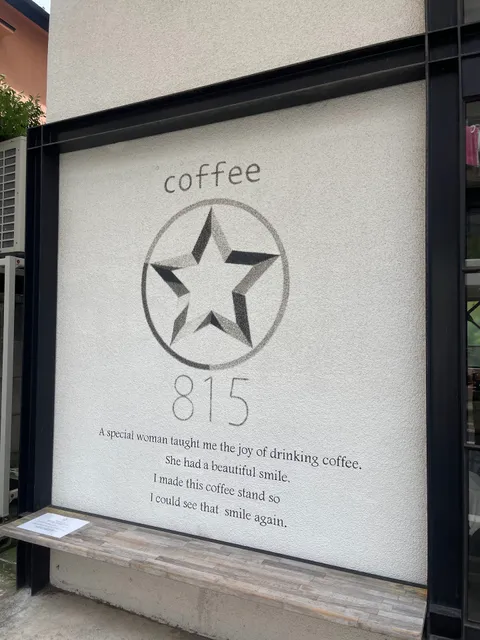 coffee
815
A special woman taught me the joy of drinking coffee.
She had a beautiful smile.
I made this coffee stand so
I could see that smile again.